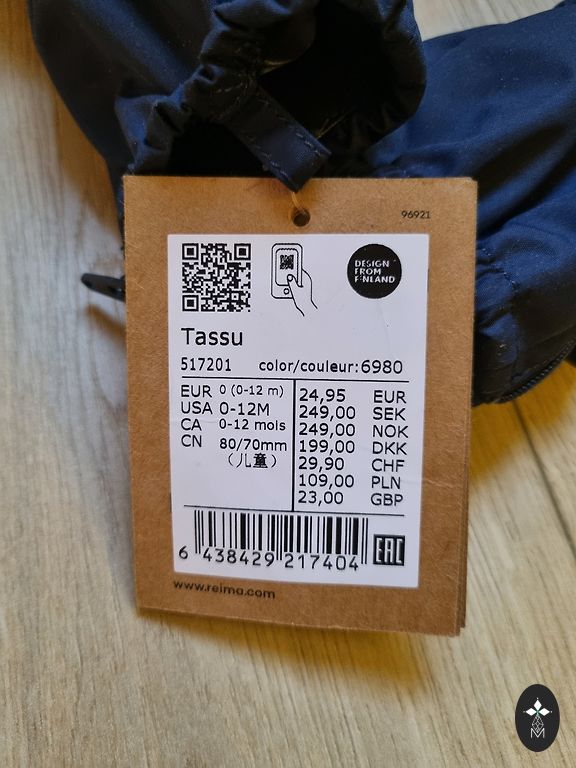 96921
DESIGN
FROM
FINLAND
Tassu
517201 color/couleur:6980
EUR 0 (0-12 m)
USA 0-12M
CA 0-12 mois
CN 80/70mm
（儿童）
24,95 EUR
249,00 SEK
249,00 NOK
199,00 DKK
29,90 CHF
109,00 PLN
23,00 GBP
6 438429 217404
EAC
www.reima.com
M